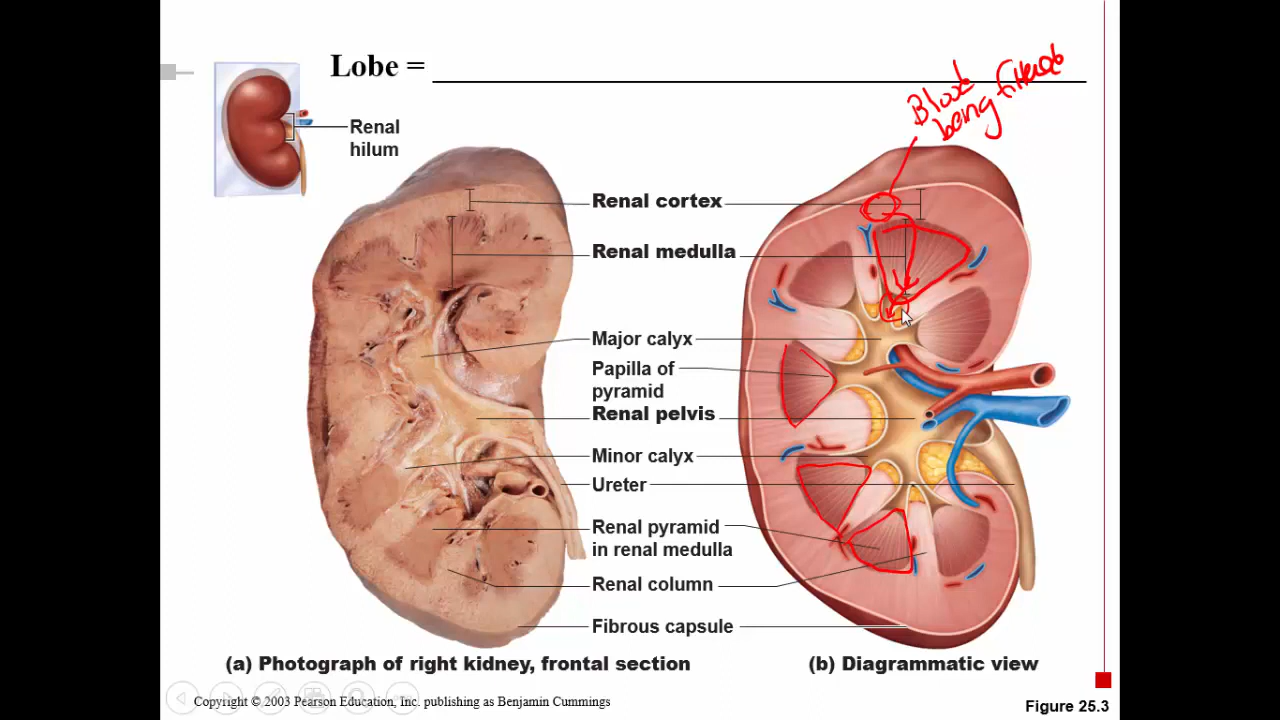 Lobe =
Blood
being filtered
Renal
hilum
Renal cortex
Renal medulla
Major calyx
Papilla of
pyramid
Renal pelvis
Minor calyx
Ureter
Renal pyramid
in renal medulla
Renal column
Fibrous capsule
(a) Photograph of right kidney, frontal section
(b) Diagrammatic view
Copyright © 2003 Pearson Education, Inc. publishing as Benjamin Cummings
Figure 25.3